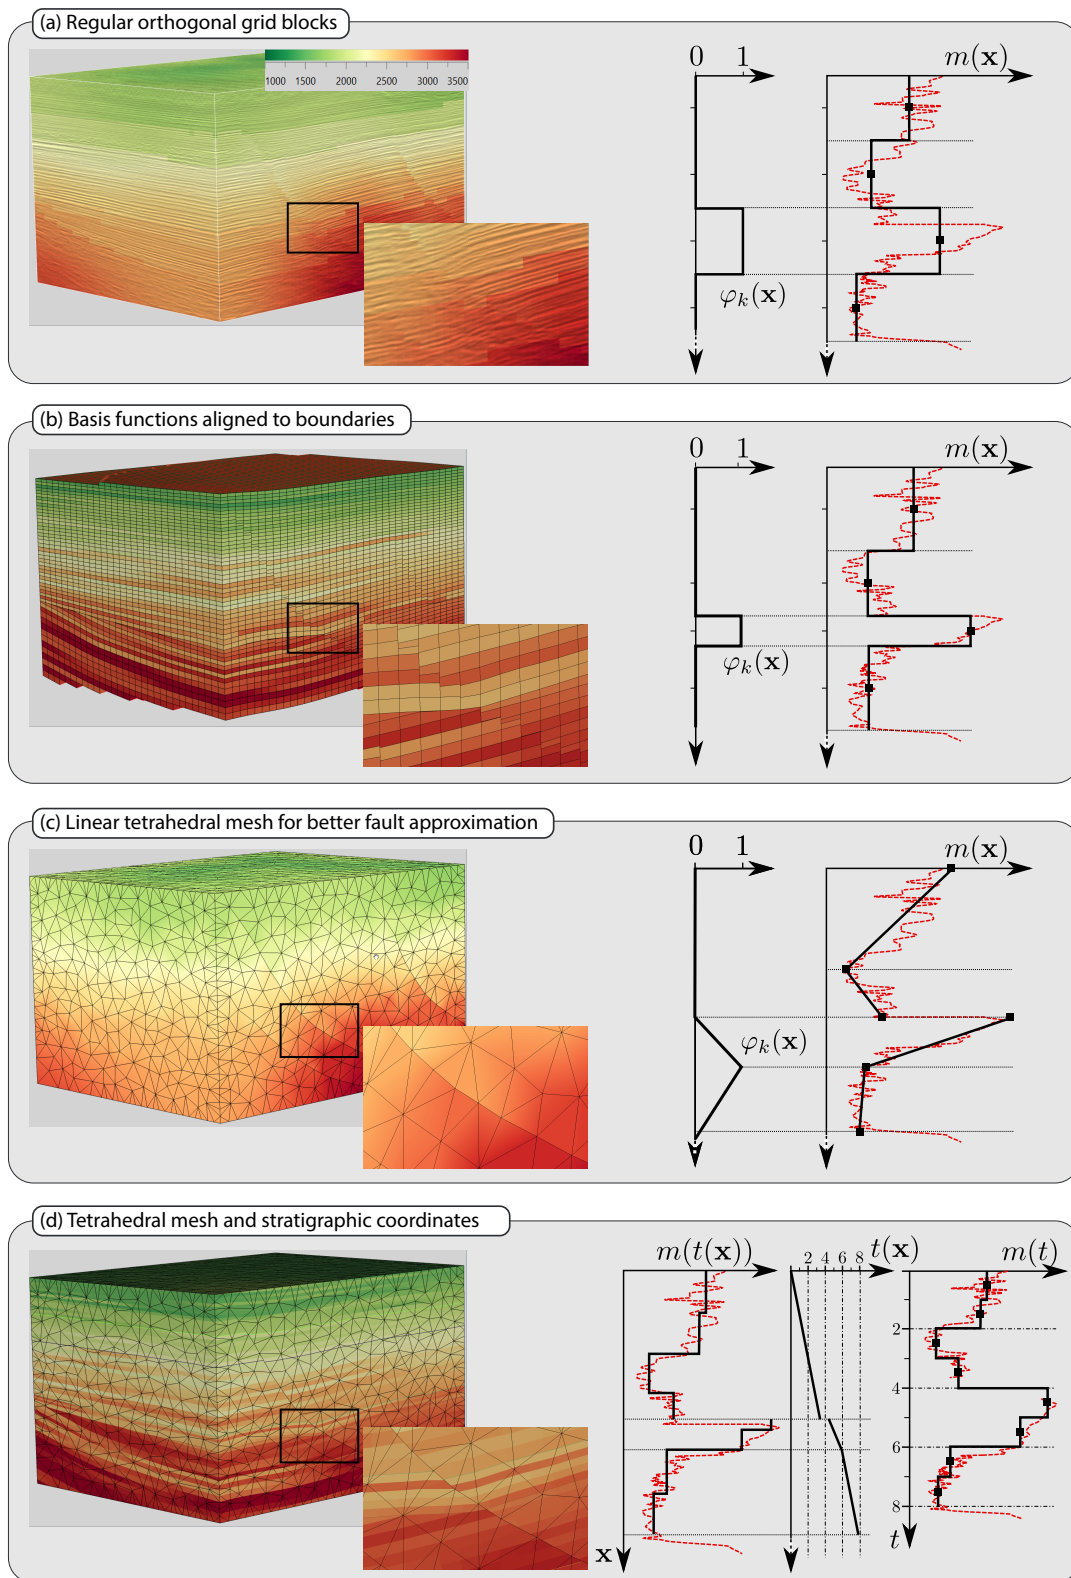 (a) Regular orthogonal grid blocks
1000 1500 2000 2500 3000 3500
0 1
m(x)
φk(x)
(b) Basis functions aligned to boundaries
0 1
m(x)
φk(x)
(c) Linear tetrahedral mesh for better fault approximation
0 1
m(x)
φk(x)
(d) Tetrahedral mesh and stratigraphic coordinates
m(t(x))
t(x)
m(t)
2 4 6 8
2
4
6
8
x
t